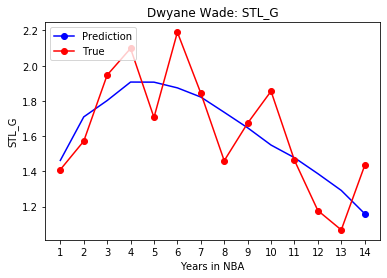 Dwyane Wade: STL_G
Prediction
True
STL_G
2.2
2.0
1.8
1.6
1.4
1.2
1 2 3 4 5 6 7 8 9 10 11 12 13 14
Years in NBA